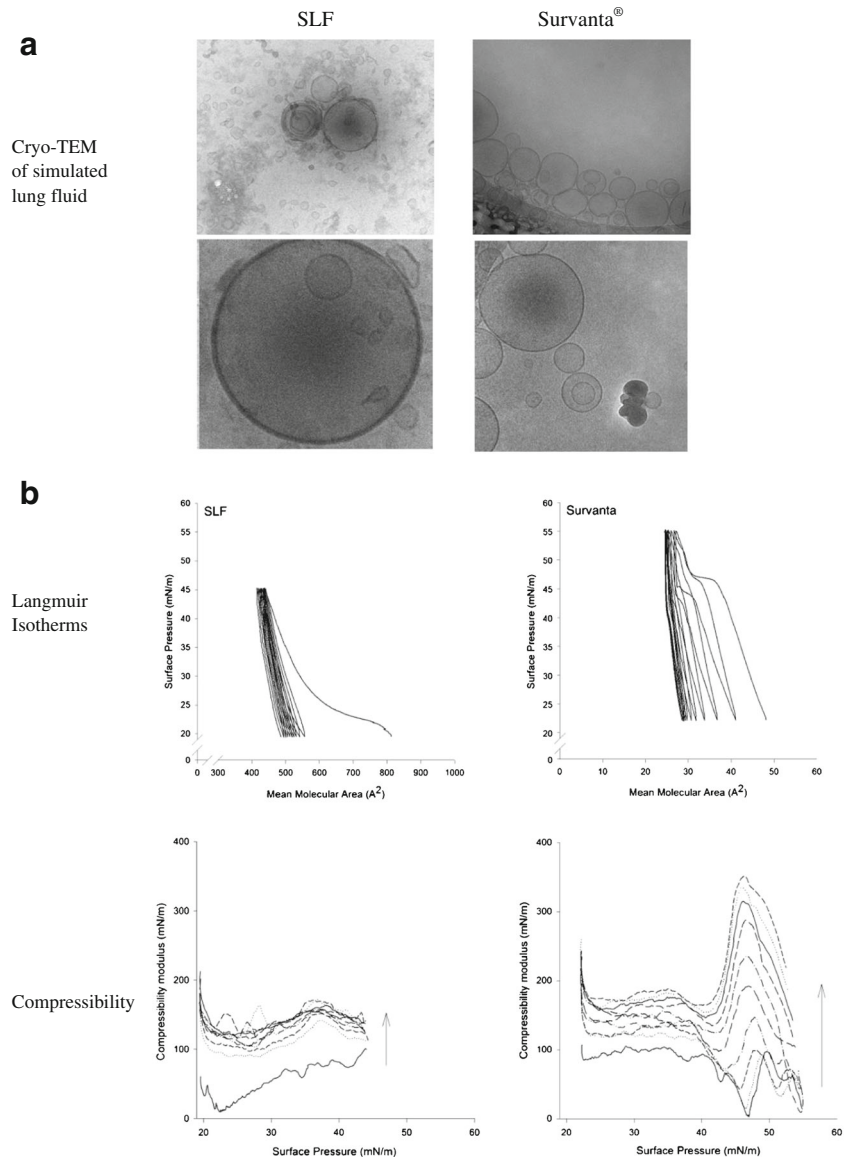 SLF Survanta®
a
Cryo-TEM
of simulated
lung fluid
b
Langmuir
Isotherms
60
55
50
45
40
35
30
25
20
0
Surface Pressure (mN/m)
SLF
0 300 400 500 600 700 800 900 1000
Mean Molecular Area (A²)
60
55
50
45
40
35
30
25
20
0
Surface Pressure (mN/m)
Survanta
0 10 20 30 40 50 60
Mean Molecular Area (A²)
Compressibility
400
300
200
100
0
Compressibility modulus (mN/m)
20 30 40 50 60
Surface Pressure (mN/m)
400
300
200
100
0
Compressibility modulus (mN/m)
20 30 40 50 60
Surface Pressure (mN/m)